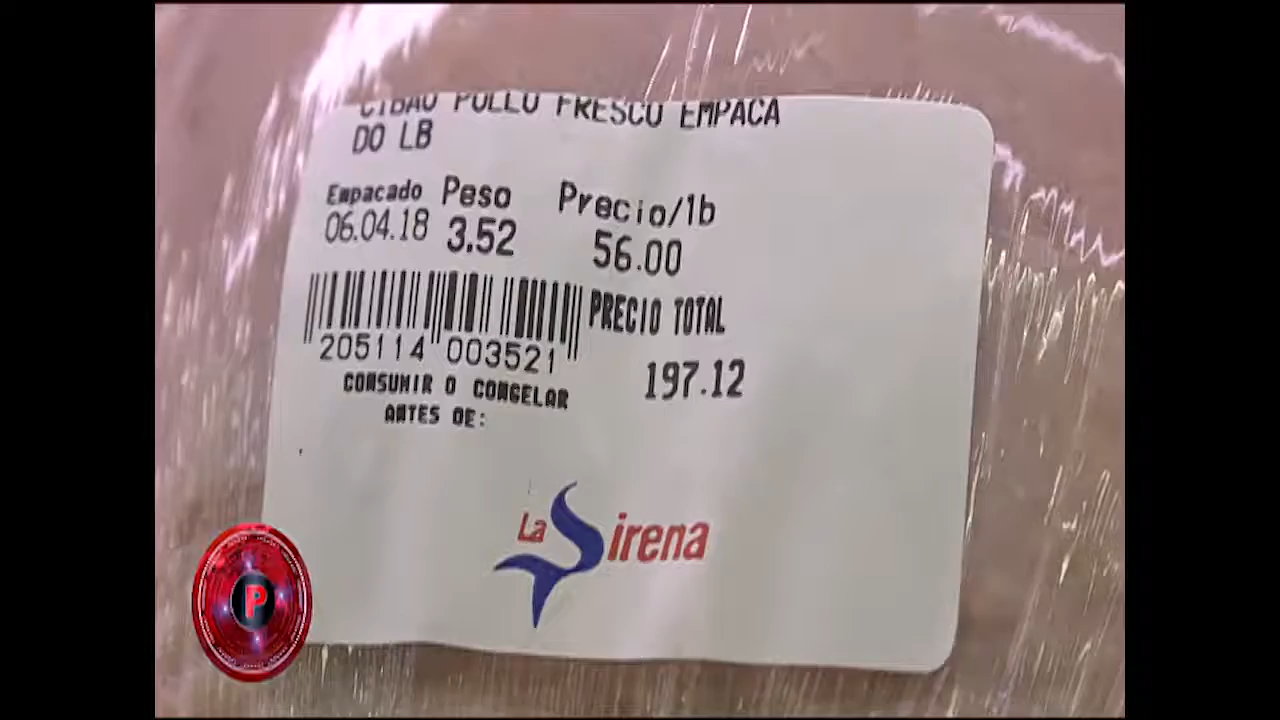 CIBAO POLLO FRESCO EMPACA
DO LB
Empacado Peso Precio/lb
06.04.18 3.52 56.00
205114 003521
PRECIO TOTAL
197.12
CONSUMIR O CONGELAR
ANTES DE:
La Sirena
P